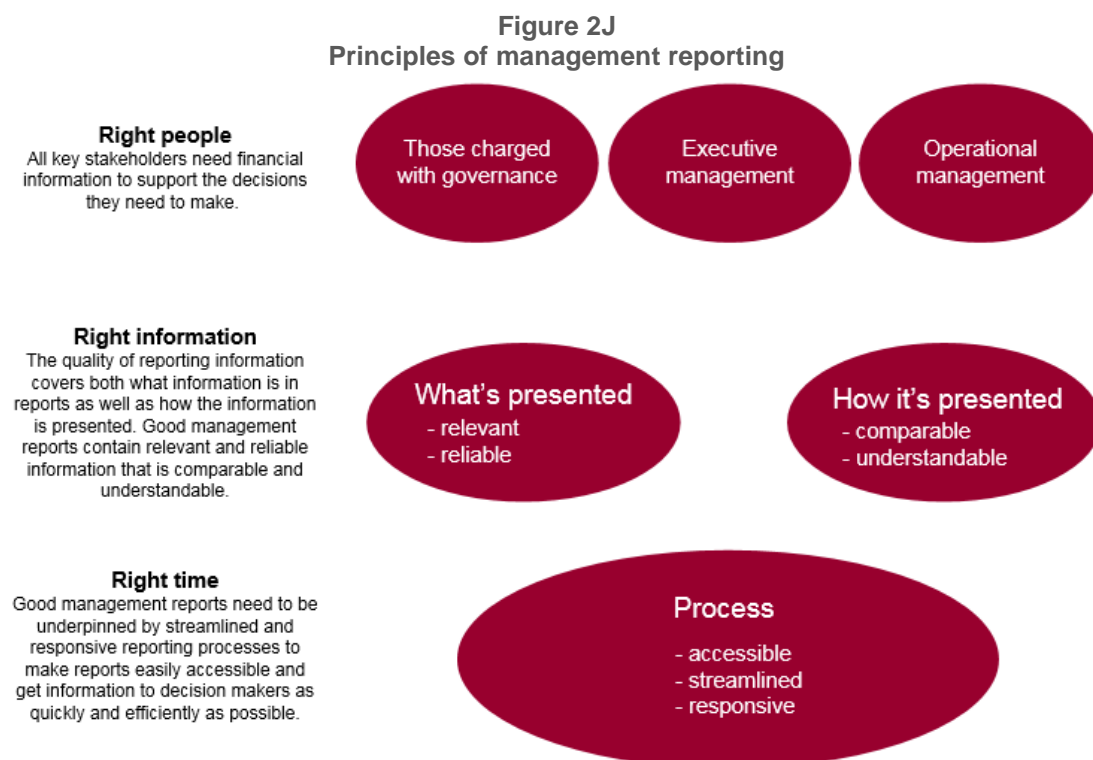 Figure 2J
Principles of management reporting
Right people
All key stakeholders need financial
information to support the decisions
they need to make.
Those charged
with governance
Executive
management
Operational
management
Right information
The quality of reporting information
covers both what information is in
reports as well as how the information
is presented. Good management
reports contain relevant and reliable
information that is comparable and
understandable.
What's presented
- relevant
- reliable
How it's presented
- comparable
- understandable
Right time
Good management reports need to be
underpinned by streamlined and
responsive reporting processes to
make reports easily accessible and
get information to decision makers as
quickly and efficiently as possible.
Process
- accessible
- streamlined
- responsive